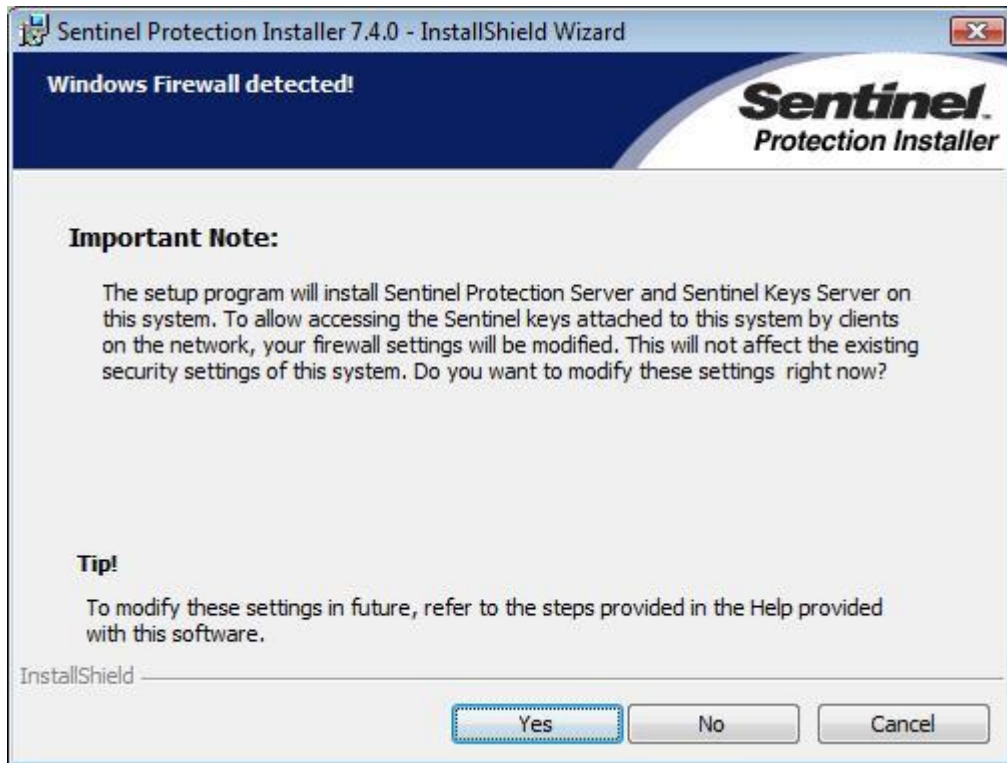 Sentinel Protection Installer 7.4.0 - InstallShield Wizard
Windows Firewall detected!
Sentinel.
Protection Installer
Important Note:
The setup program will install Sentinel Protection Server and Sentinel Keys Server on
this system. To allow accessing the Sentinel keys attached to this system by clients
on the network, your firewall settings will be modified. This will not affect the existing
security settings of this system. Do you want to modify these settings  right now?
Tip!
To modify these settings in future, refer to the steps provided in the Help provided
with this software.
InstallShield
Yes No Cancel